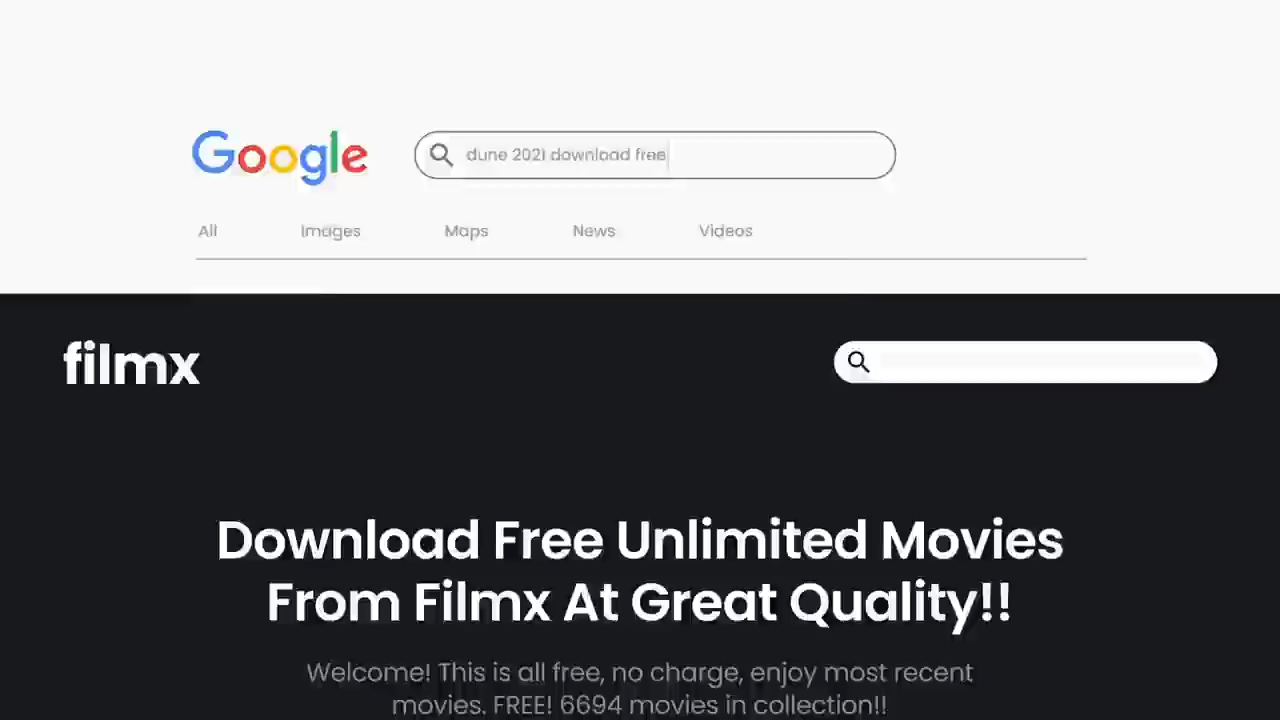 Google
dune 2021 download free
All Images Maps News Videos
filmx
Download Free Unlimited Movies
From Filmx At Great Quality!!
Welcome! This is all free, no charge, enjoy most recent
movies. FREE! 6694 movies in collection!!